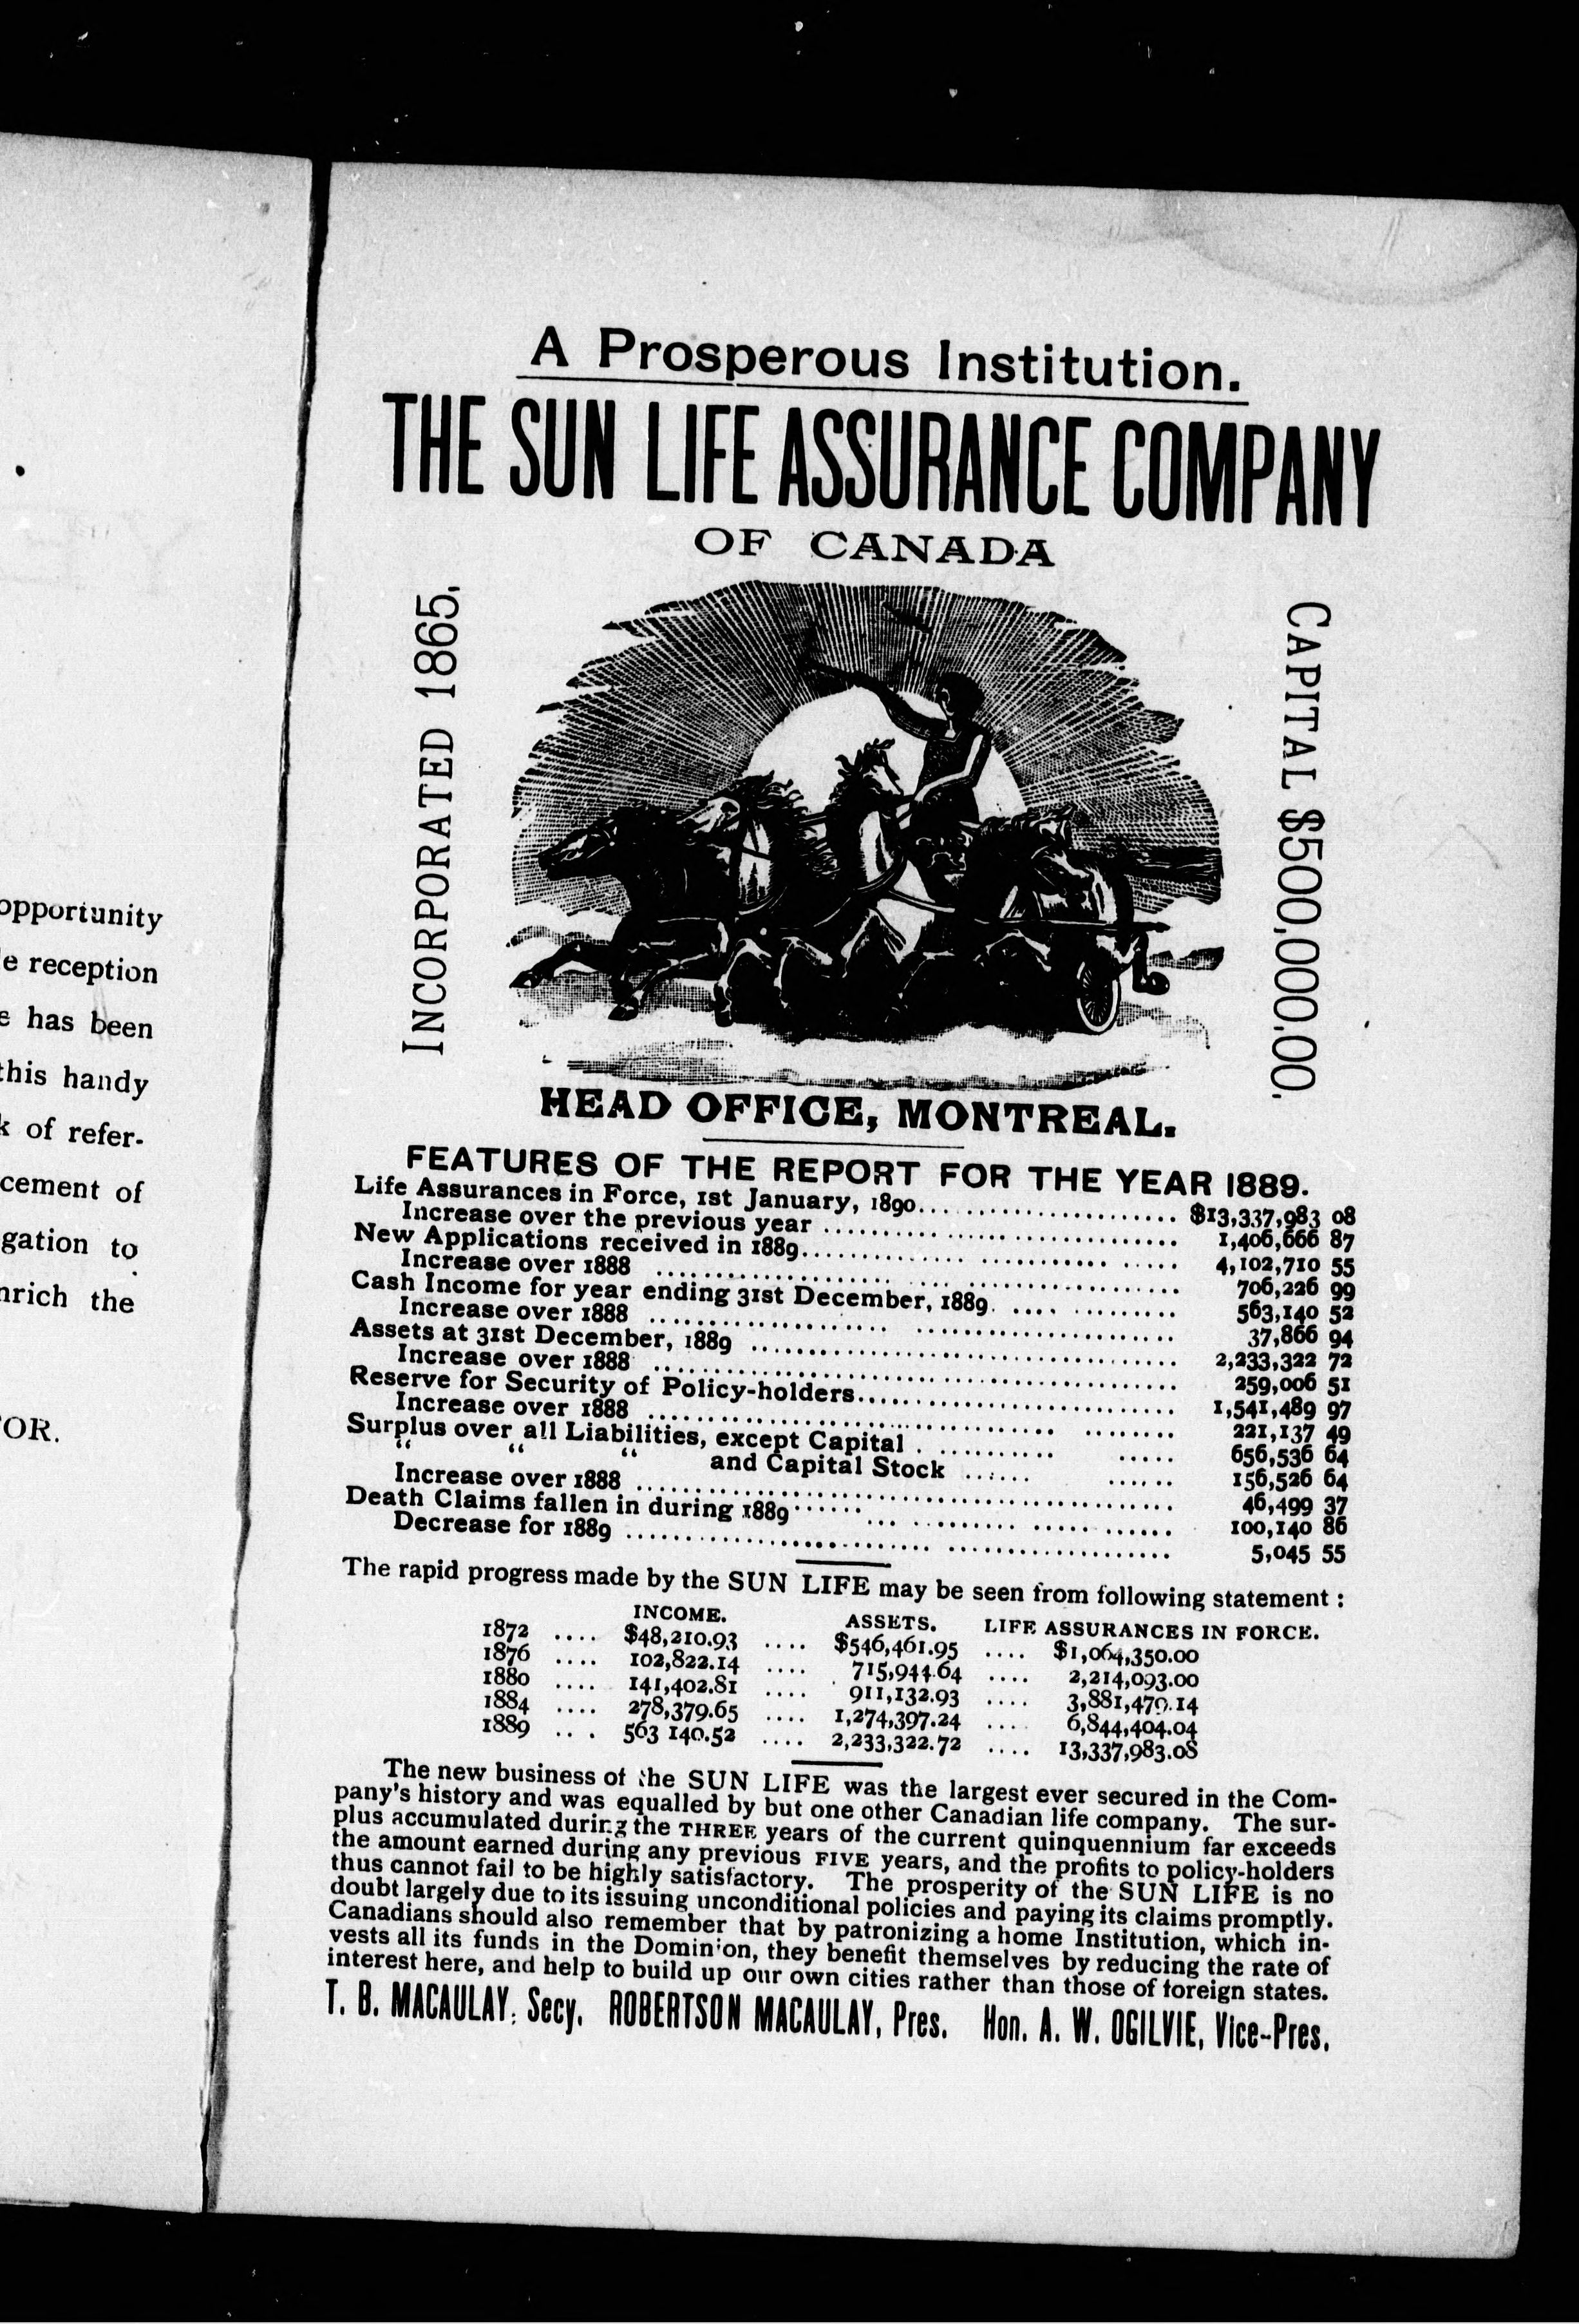 opportunity
e reception
e has been
this handy
k of refer-
cement of
gation to
nrich the
OR.
A Prosperous Institution.
THE SUN LIFE ASSURANCE COMPANY
OF CANADA
INCORPORATED 1865.
CAPITAL $500,000.00.
HEAD OFFICE, MONTREAL.
FEATURES OF THE REPORT FOR THE YEAR 1889.
Life Assurances in Force, 1st January, 1890.................... $13,337,983 08
Increase over the previous year .................... 1,406,666 87
New Applications received in 1889.................... 4,102,710 55
Increase over 1888 .................... 706,226 99
Cash Income for year ending 31st December, 1889. .................... 563,140 52
Increase over 1888 .................... 37,866 94
Assets at 31st December, 1889 .................... 2,233,322 72
Increase over 1888 .................... 259,006 51
Reserve for Security of Policy-holders.................... 1,541,489 97
Increase over 1888 .................... 221,137 49
Surplus over all Liabilities, except Capital .................... 656,536 64
“ “ “ and Capital Stock .................... 156,526 64
Increase over 1888 .................... 46,499 37
Death Claims fallen in during 1889.................... 100,140 86
Decrease for 1889 .................... 5,045 55
The rapid progress made by the SUN LIFE may be seen from following statement :
INCOME. ASSETS. LIFE ASSURANCES IN FORCE.
1872 .... $48,210.93 .... $546,461.95 .... $1,064,350.00
1876 .... 102,822.14 .... 715,944.64 .... 2,214,093.00
1880 .... 141,402.81 .... 911,132.93 .... 3,881,479.14
1884 .... 278,379.65 .... 1,274,397.24 .... 6,844,404.04
1889 .... 563 140.52 .... 2,233,322.72 .... 13,337,983.08
The new business of the SUN LIFE was the largest ever secured in the Com-
pany's history and was equalled by but one other Canadian life company. The sur-
plus accumulated during the THREE years of the current quinquennium far exceeds
the amount earned during any previous FIVE years, and the profits to policy-holders
thus cannot fail to be highly satisfactory. The prosperity of the SUN LIFE is no
doubt largely due to its issuing unconditional policies and paying its claims promptly.
Canadians should also remember that by patronizing a home Institution, which in-
vests all its funds in the Dominion, they benefit themselves by reducing the rate of
interest here, and help to build up our own cities rather than those of foreign states.
T. B. MACAULAY, Secy. ROBERTSON MACAULAY, Pres. Hon. A. W. OGILVIE, Vice-Pres.